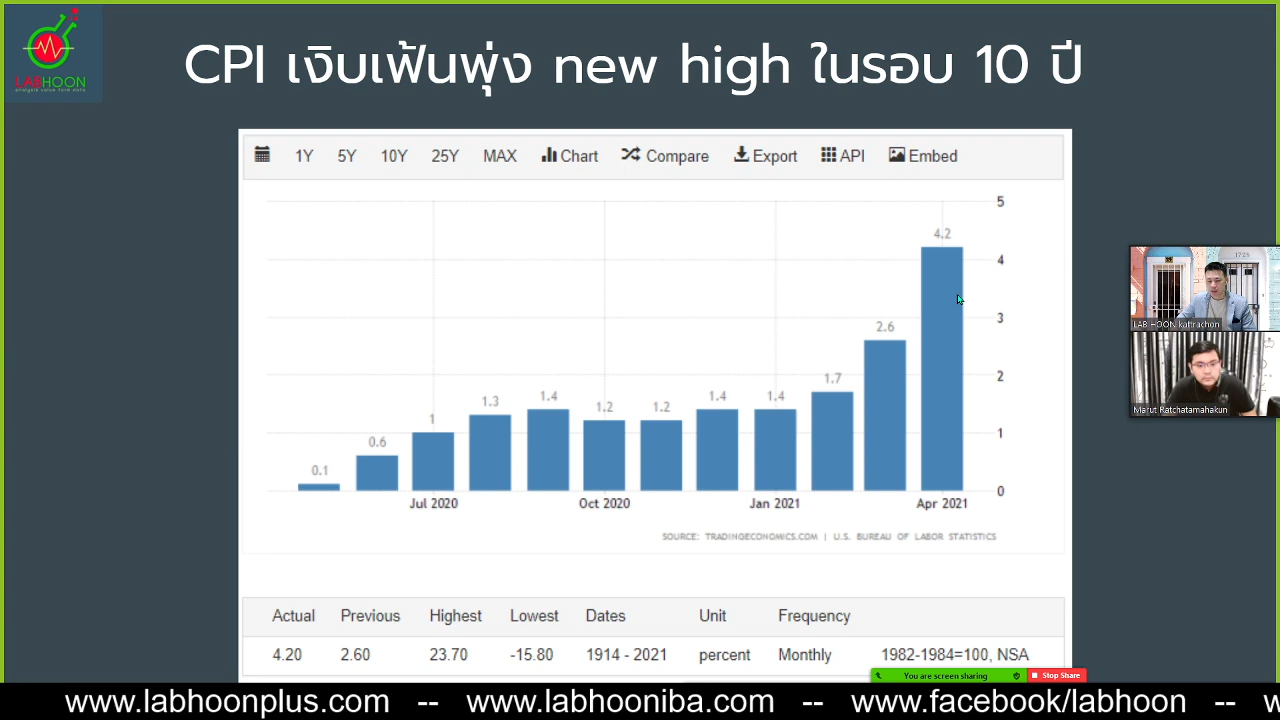 LABHOON
CPI เงินเฟ้อพุ่ง new high ในรอบ 10 ปี
1Y 5Y 10Y 25Y MAX Chart Compare Export API Embed
5
4.2
4
3
2.6
2
1.7
1.4
1.4
1.4
1.3
1.2
1.2
1
1
0.6
0.1
0
Jul 2020 Oct 2020 Jan 2021 Apr 2021
SOURCE: TRADINGECONOMICS.COM | U.S. BUREAU OF LABOR STATISTICS
Actual Previous Highest Lowest Dates Unit Frequency
4.20 2.60 23.70 -15.80 1914 - 2021 percent Monthly 1982-1984=100, NSA
1725
LAB HOON kattrachon
Marut Ratchatamahakun
You are screen sharing Stop Share
www.labhoonplus.com -- www.labhooniba.com -- www.facebook/labhoon -- w